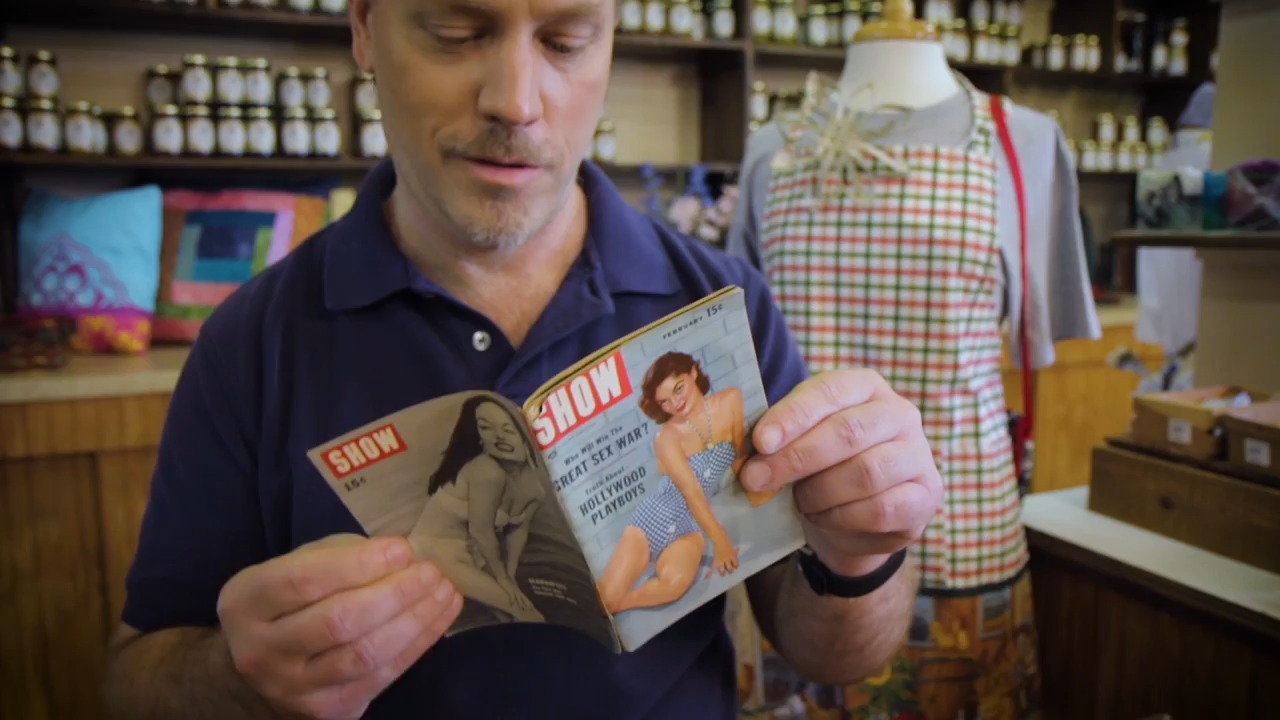 FEBRUARY 15¢
SHOW
Who Will Win The
GREAT SEX WAR?
Truth About
HOLLYWOOD
PLAYBOYS
SHOW
15¢